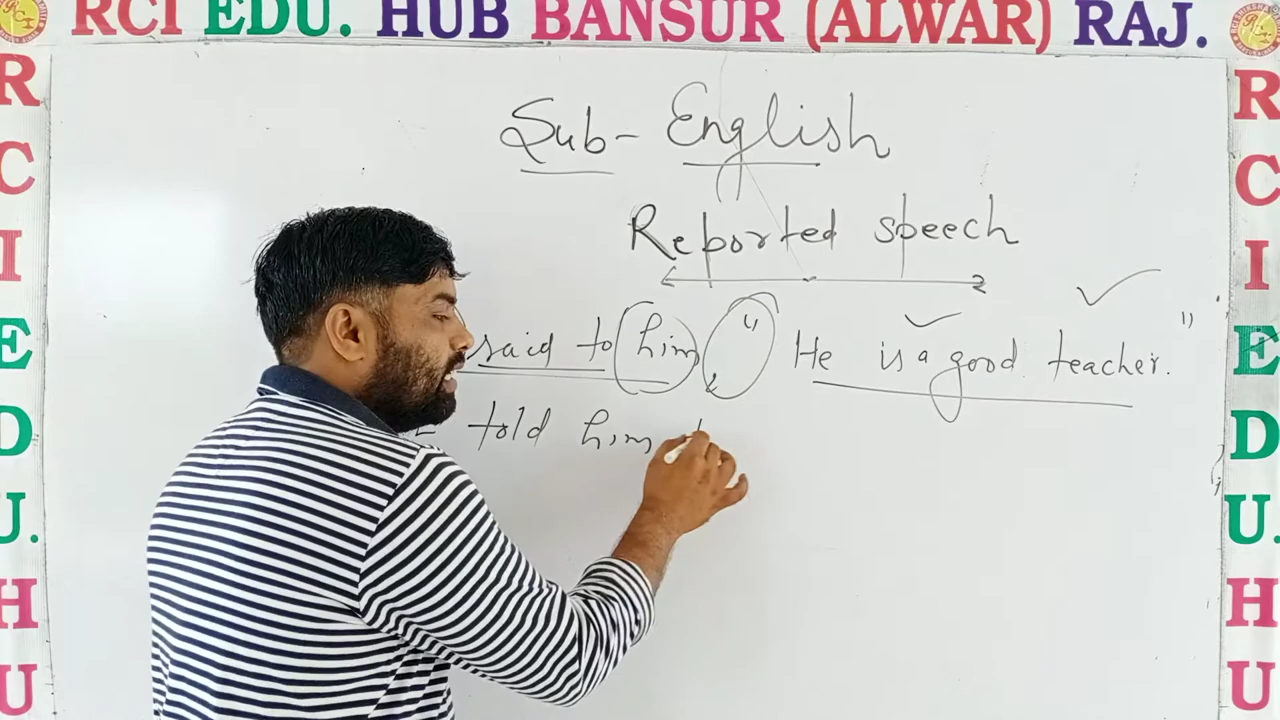 RCI EDU. HUB BANSUR (ALWAR) RAJ.
R
C
I
E
D
U.
H
U
Sub- English
Reported speech
said to him " He is a good teacher. "
told him t
R
C
I
E
D
U.
H
U